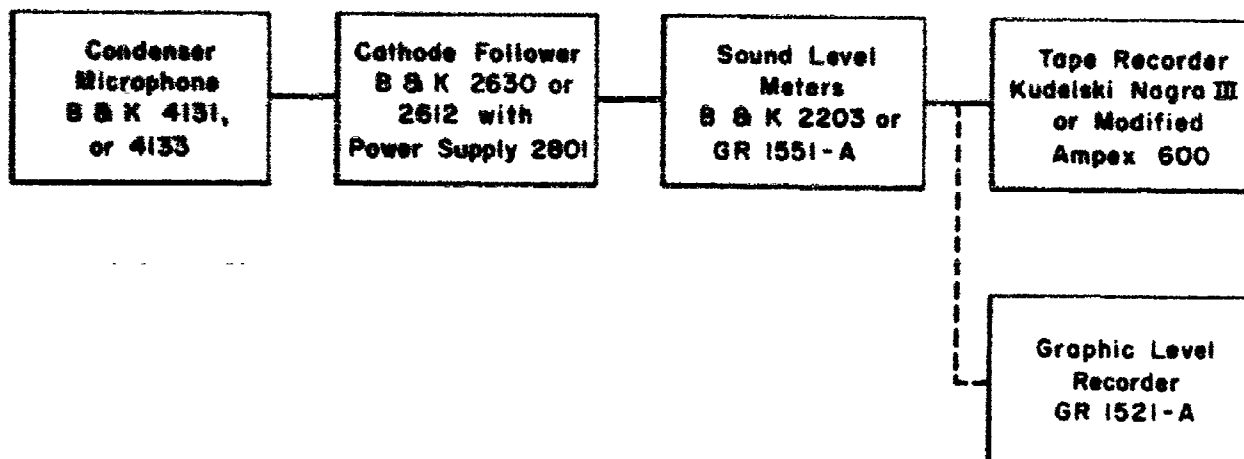 Condenser
Microphone
B & K 4131,
or 4133
Cathode Follower
B & K 2630 or
2612 with
Power Supply 2801
Sound Level
Meters
B & K 2203 or
GR 1551-A
Tape Recorder
Kudelski Nagra III
or Modified
Ampex 600
Graphic Level
Recorder
GR 1521-A